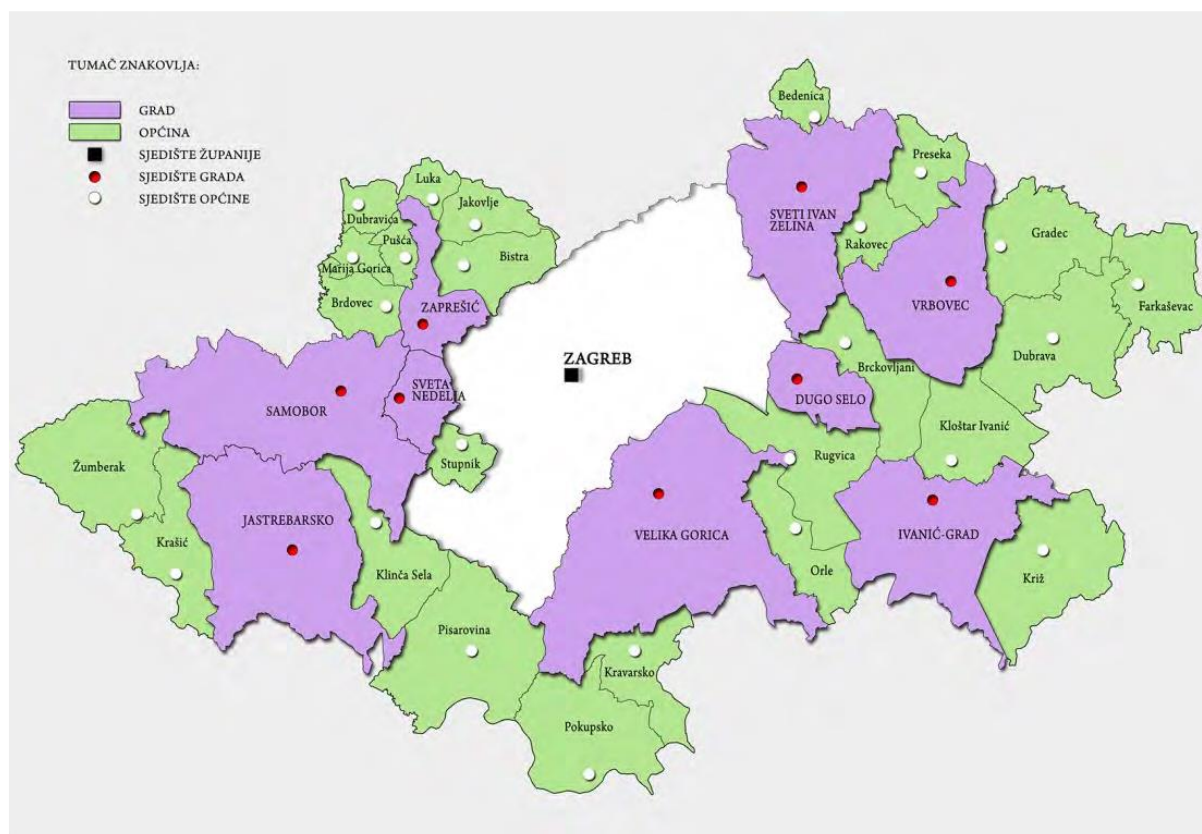 TUMAČ ZNAKOVLJA:
GRAD
OPĆINA
SJEDIŠTE ŽUPANIJE
SJEDIŠTE GRADA
SJEDIŠTE OPĆINE
Bedenica
Preseka
Luka
Jakovlje
Dubravica
SVETI IVAN
ZELINA
Pušća
Rakovec
Gradec
Bistra
Marija Gorica
Brdovec
ZAPREŠIĆ
VRBOVEC
Farkaševac
ZAGREB
Dubrava
Brckovljani
SVETA
NEDELJA
DUGO SELO
SAMOBOR
Kloštar Ivanić
Rugvica
Žumberak
Stupnik
JASTREBARSKO
VELIKA GORICA
IVANIĆ-GRAD
Krašić
Orle
Klinča Sela
Križ
Pisarovina
Kravarsko
Pokupsko